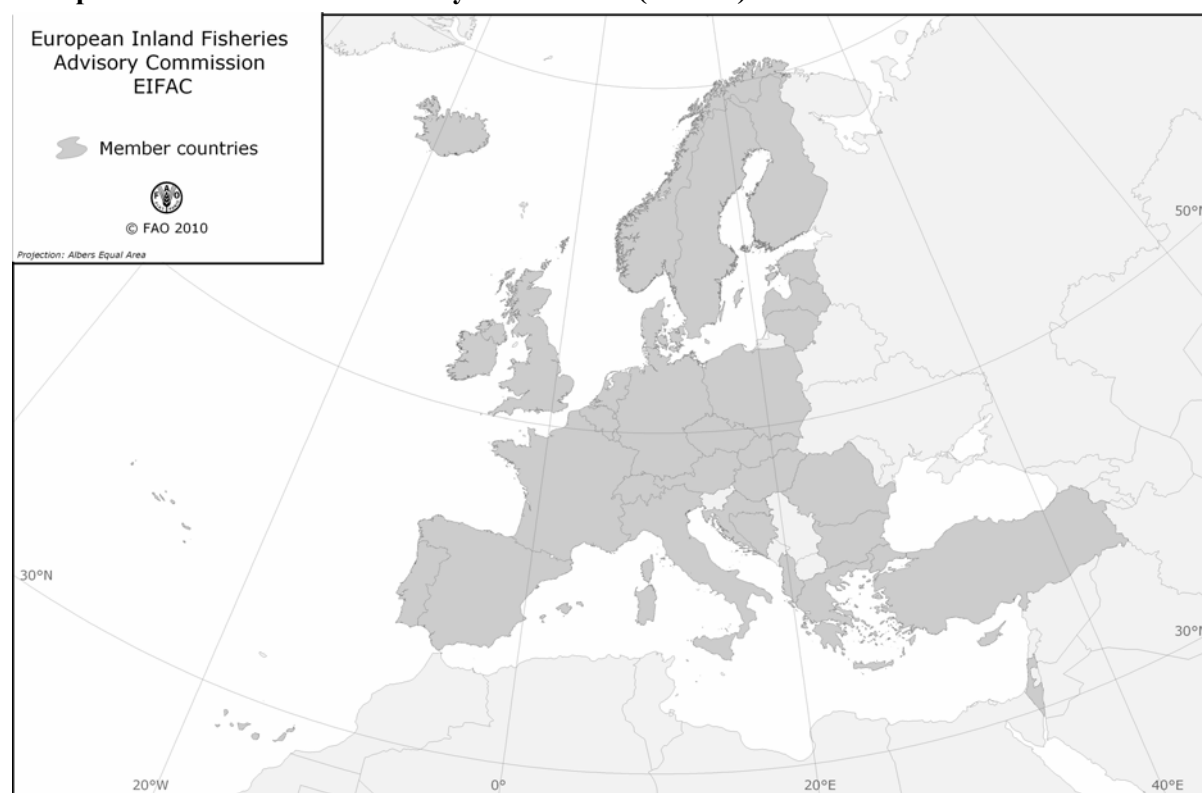 European Inland Fisheries
Advisory Commission
EIFAC
Member countries
FAO
© FAO 2010
Projection: Albers Equal Area
50°N
30°N
30°N
20°W
0°
20°E
40°E